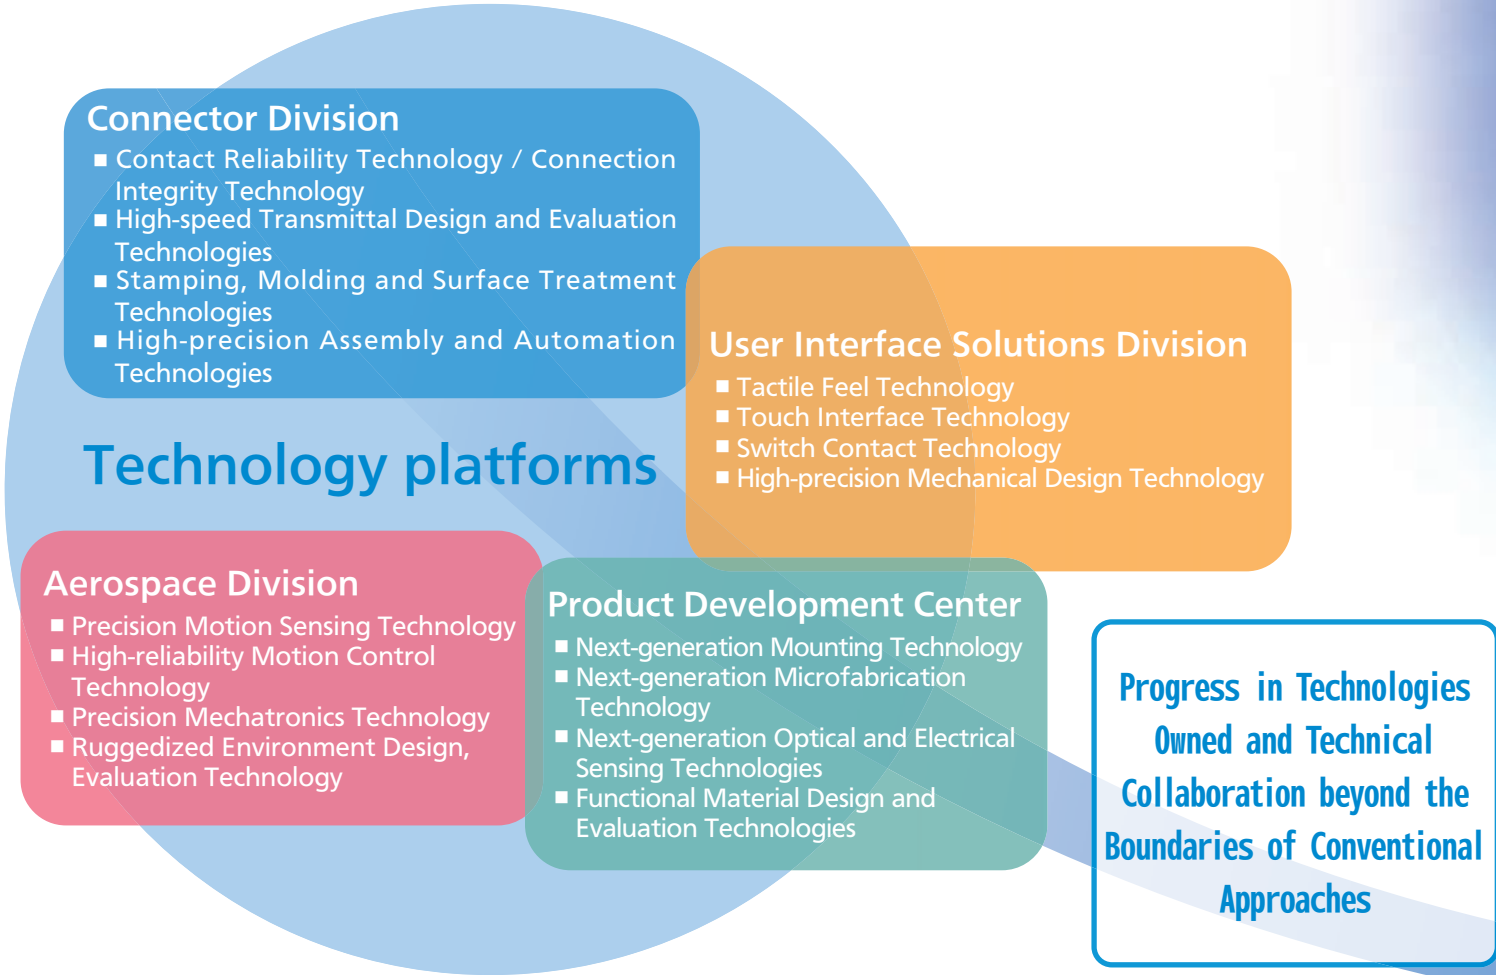 Connector Division
■ Contact Reliability Technology / Connection
Integrity Technology
■ High-speed Transmittal Design and Evaluation
Technologies
■ Stamping, Molding and Surface Treatment
Technologies
■ High-precision Assembly and Automation
Technologies
User Interface Solutions Division
■ Tactile Feel Technology
■ Touch Interface Technology
■ Switch Contact Technology
■ High-precision Mechanical Design Technology
Technology platforms
Aerospace Division
■ Precision Motion Sensing Technology
■ High-reliability Motion Control
Technology
■ Precision Mechatronics Technology
■ Ruggedized Environment Design,
Evaluation Technology
Product Development Center
■ Next-generation Mounting Technology
■ Next-generation Microfabrication
Technology
■ Next-generation Optical and Electrical
Sensing Technologies
■ Functional Material Design and
Evaluation Technologies
Progress in Technologies
Owned and Technical
Collaboration beyond the
Boundaries of Conventional
Approaches